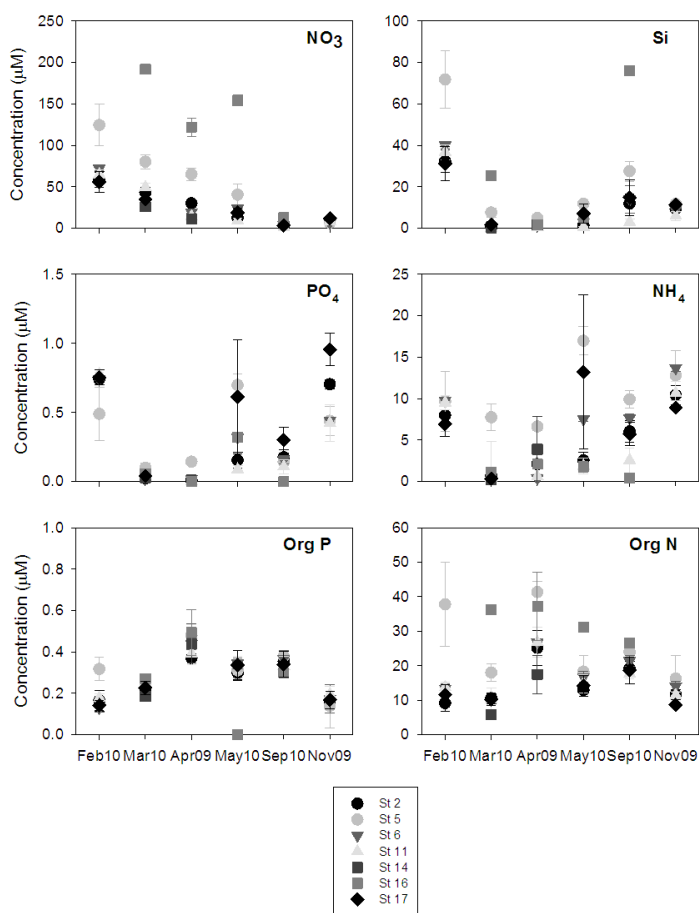 NO3
Si
Concentration (µM)
250
200
150
100
50
0
100
80
60
40
20
0
PO4
NH4
Concentration (µM)
1.5
1.0
0.5
0.0
25
20
15
10
5
0
Org P
Org N
Concentration (µM)
1.0
0.8
0.6
0.4
0.2
0.0
60
50
40
30
20
10
0
Feb10 Mar10 Apr09 May10 Sep10 Nov09
Feb10 Mar10 Apr09 May10 Sep10 Nov09
St 2
St 5
St 6
St 11
St 14
St 16
St 17